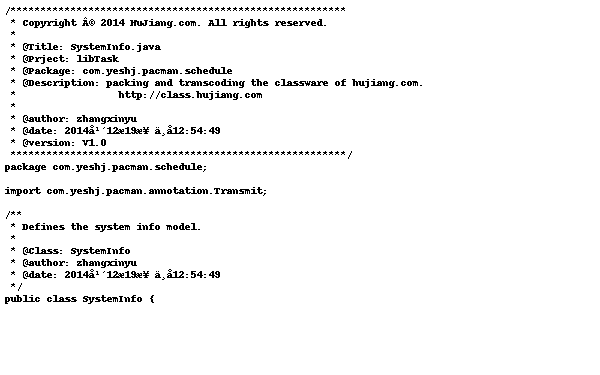 /********************************************************
* Copyright Â© 2014 HuJiang.com. All rights reserved.
*
* @Title: SystemInfo.java
* @Prject: libTask
* @Package: com.yeshj.pacman.schedule
* @Description: packing and transcoding the classware of hujiang.com.
* http://class.hujiang.com
*
* @author: zhangxinyu
* @date: 2014å¹´12æ19æ¥ ä¸å12:54:49
* @version: V1.0
********************************************************/
package com.yeshj.pacman.schedule;
import com.yeshj.pacman.annotation.Transmit;
/**
* Defines the system info model.
*
* @Class: SystemInfo
* @author: zhangxinyu
* @date: 2014å¹´12æ19æ¥ ä¸å12:54:49
*/
public class SystemInfo {